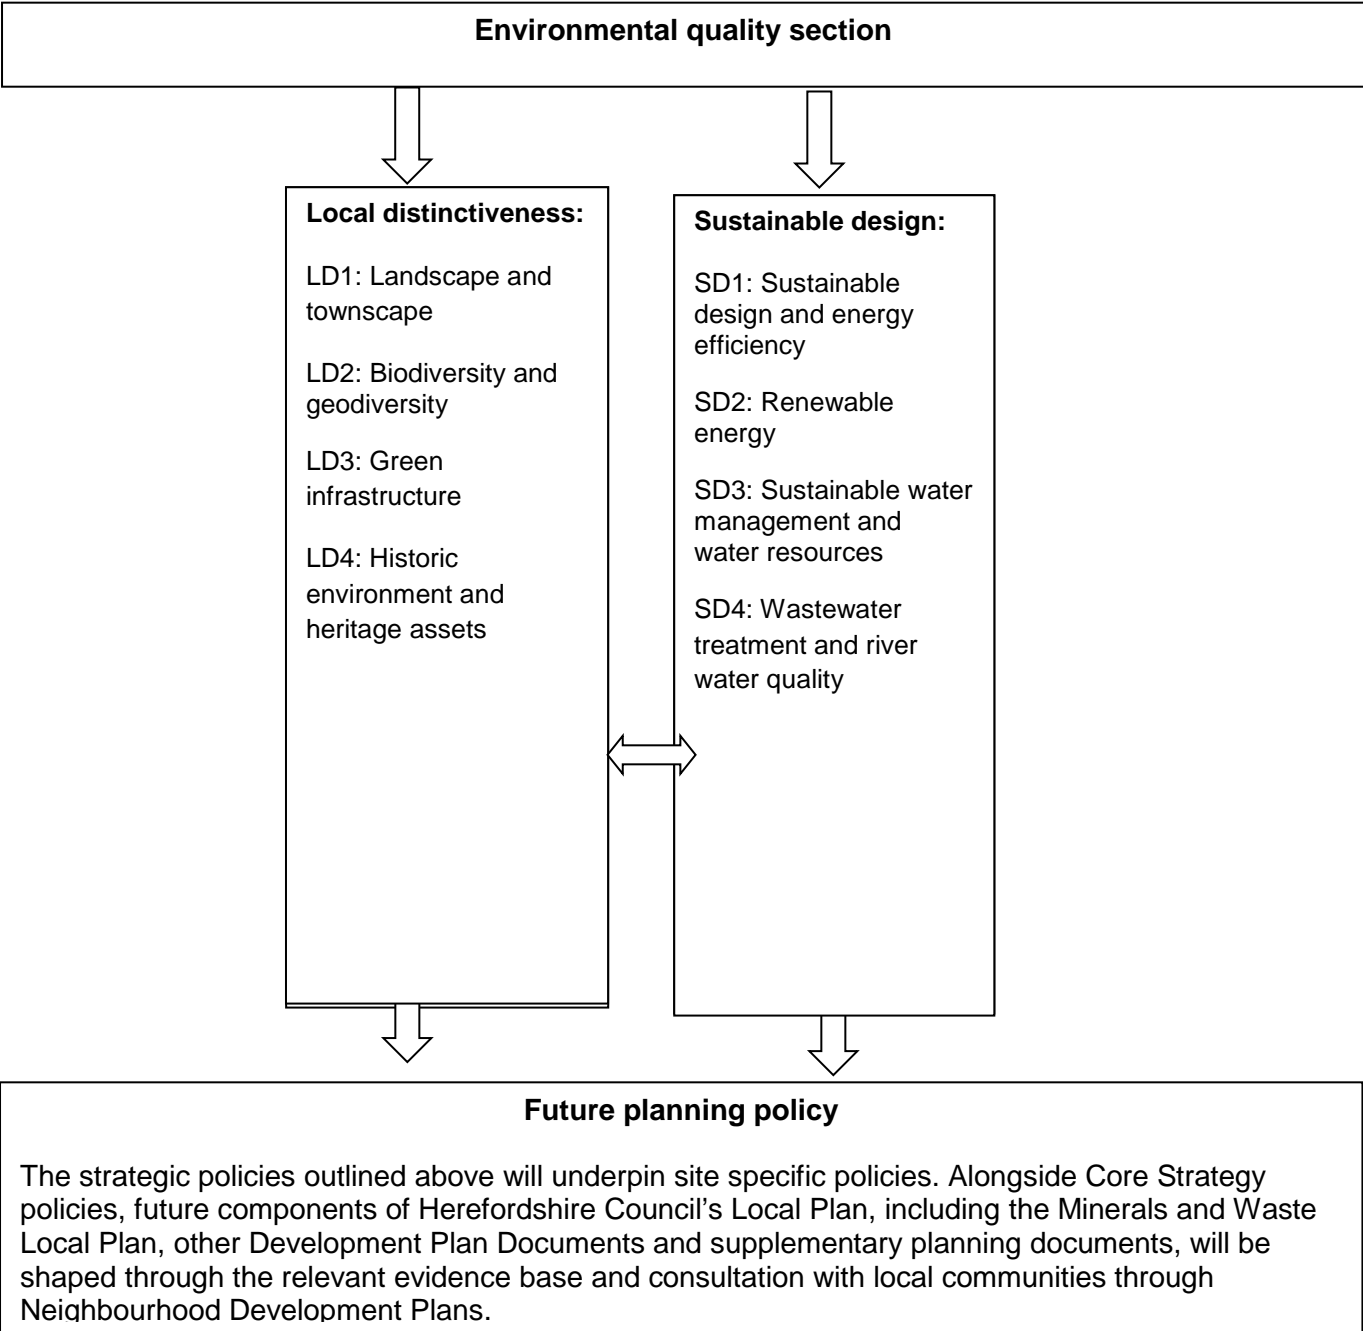 Environmental quality section
Local distinctiveness:
LD1: Landscape and
townscape
LD2: Biodiversity and
geodiversity
LD3: Green
infrastructure
LD4: Historic
environment and
heritage assets
Sustainable design:
SD1: Sustainable
design and energy
efficiency
SD2: Renewable
energy
SD3: Sustainable water
management and
water resources
SD4: Wastewater
treatment and river
water quality
Future planning policy
The strategic policies outlined above will underpin site specific policies. Alongside Core Strategy
policies, future components of Herefordshire Council’s Local Plan, including the Minerals and Waste
Local Plan, other Development Plan Documents and supplementary planning documents, will be
shaped through the relevant evidence base and consultation with local communities through
Neighbourhood Development Plans.